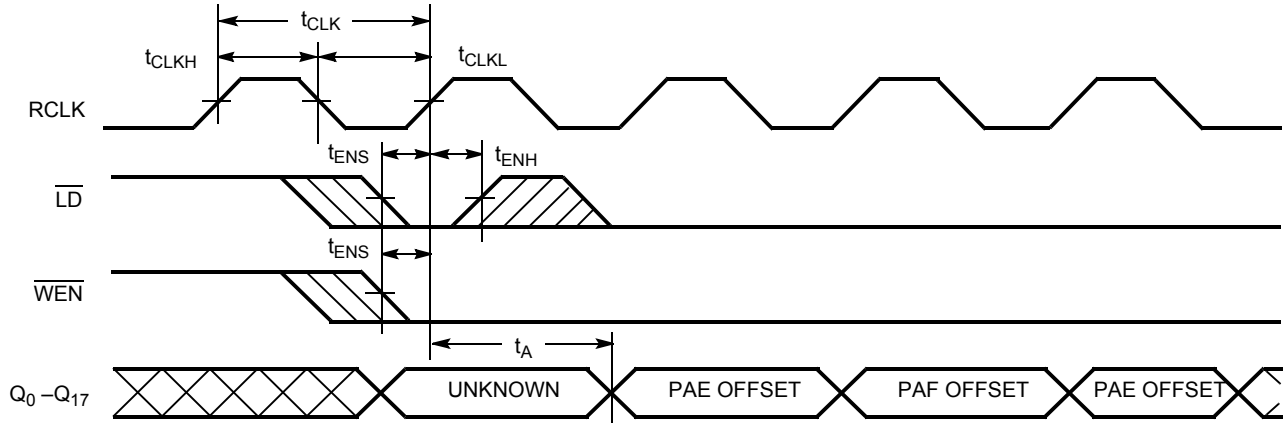 tCLK
tCLKH
tCLKL
RCLK
tENS
tENH
LD
tENS
WEN
tA
Q0 –Q17
UNKNOWN
PAE OFFSET
PAF OFFSET
PAE OFFSET